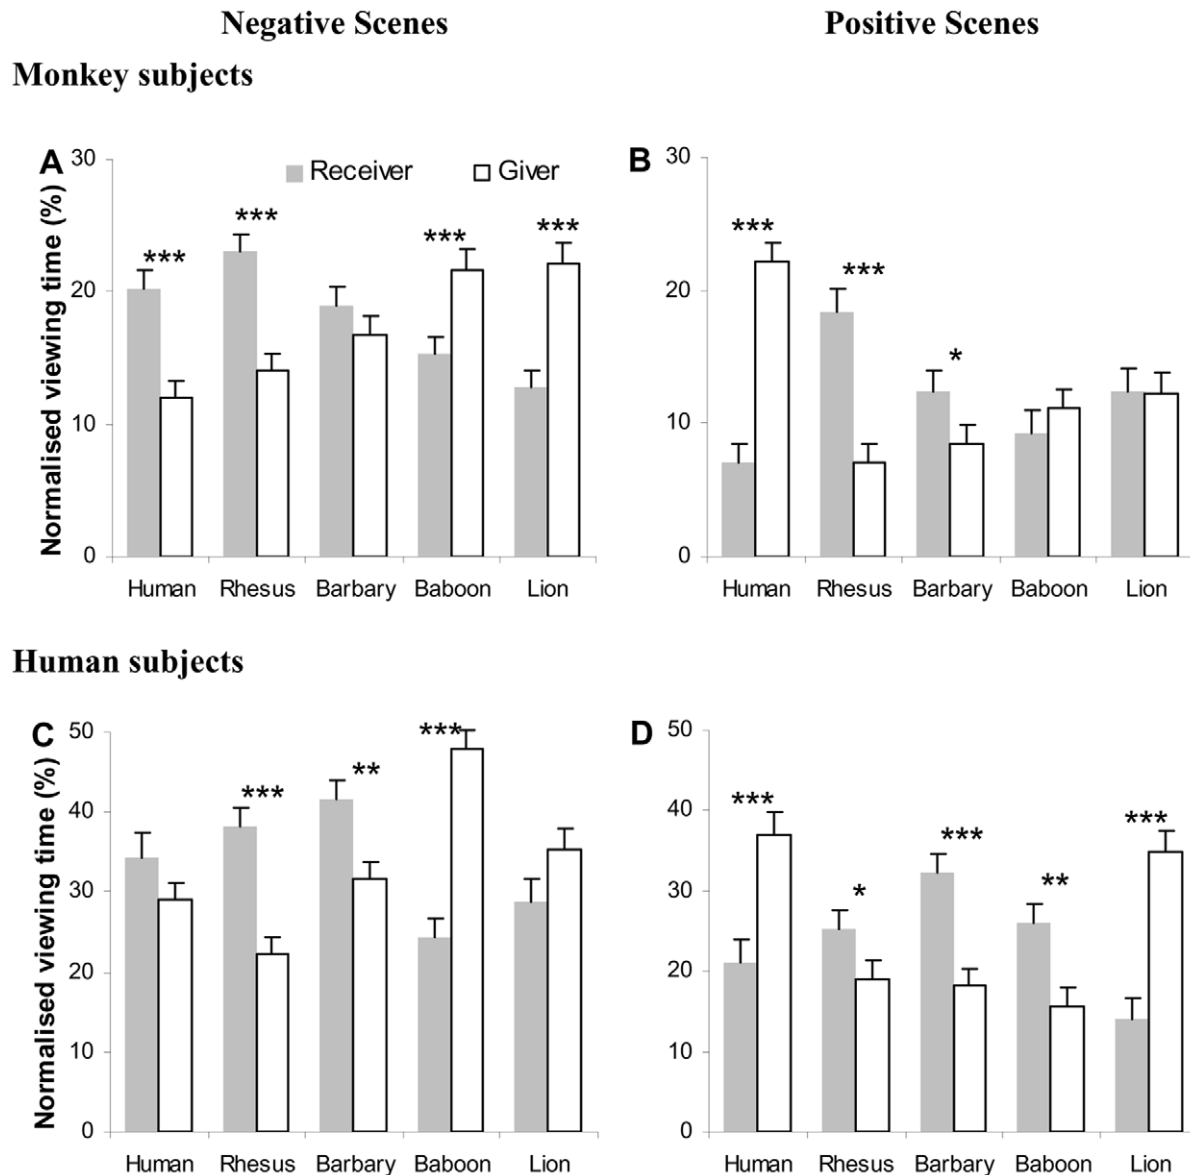 Negative Scenes Positive Scenes
Monkey subjects
A
Normalised viewing time (%)
30
20
10
0
Receiver Giver
*** *** *** ***
Human Rhesus Barbary Baboon Lion
B
30
20
10
0
*** *** *
Human Rhesus Barbary Baboon Lion
Human subjects
C
Normalised viewing time (%)
50
40
30
20
10
0
*** ** ***
Human Rhesus Barbary Baboon Lion
D
50
40
30
20
10
0
*** * *** ** ***
Human Rhesus Barbary Baboon Lion